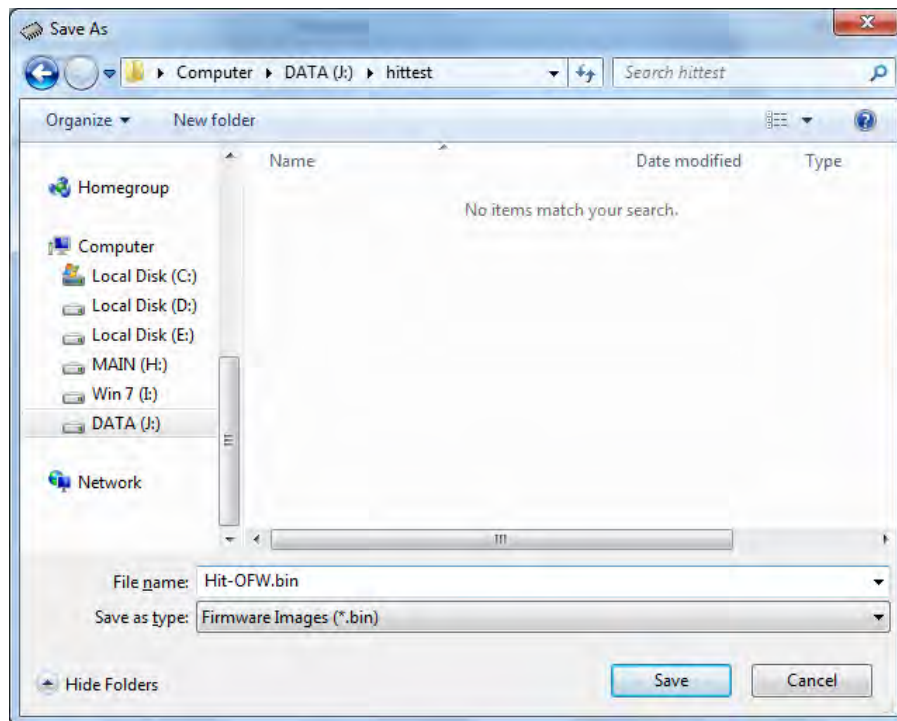 Save As
Computer DATA (J:) hittest Search hittest
Organize New folder
Name Date modified Type
No items match your search.
Homegroup
Computer
Local Disk (C:)
Local Disk (D:)
Local Disk (E:)
MAIN (H:)
Win 7 (I:)
DATA (J:)
Network
File name: Hit-OFW.bin
Save as type: Firmware Images (*.bin)
Hide Folders Save Cancel